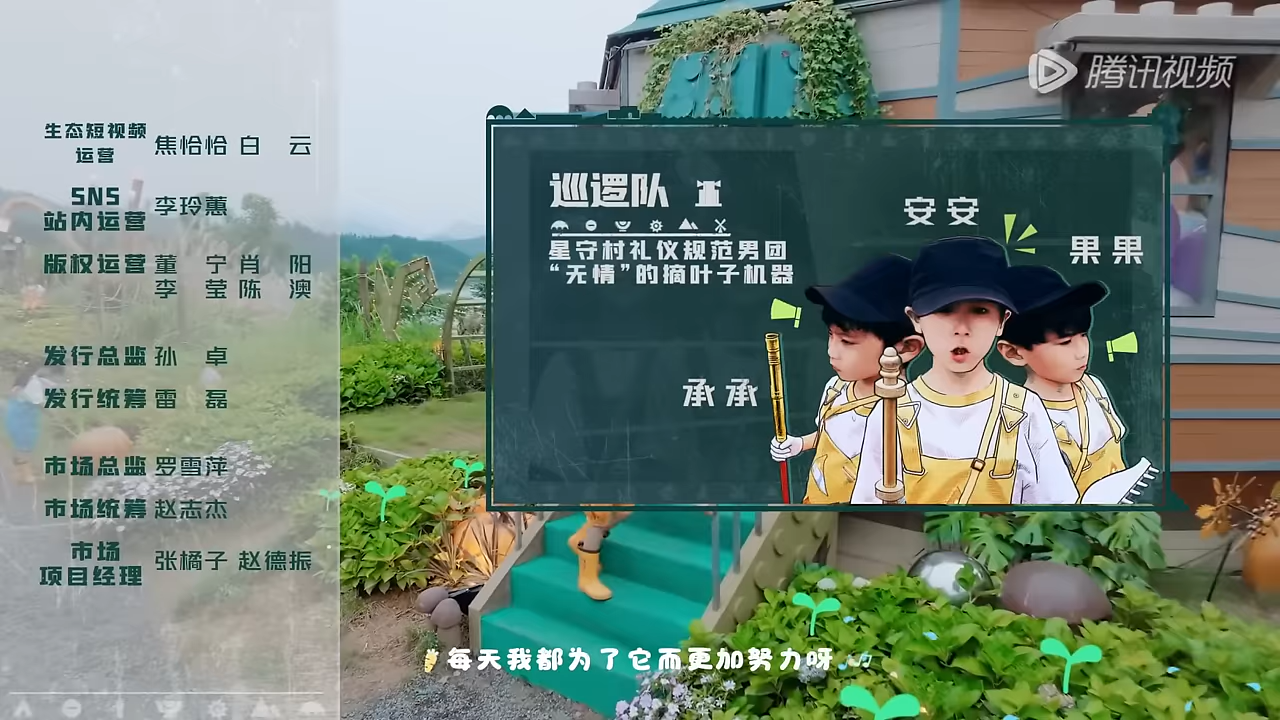 腾讯视频
生态短视频
运营 焦恰恰 白 云
SNS
站内运营 李玲蕙
版权运营 董 宁 肖 阳
李 莹 陈 澳
发行总监 孙 卓
发行统筹 雷 磊
市场总监 罗雪萍
市场统筹 赵志杰
市场
项目经理 张橘子 赵德振
巡逻队
星守村礼仪规范男团
“无情”的摘叶子机器
安安
果果
承承
每天我都为了它而更加努力呀